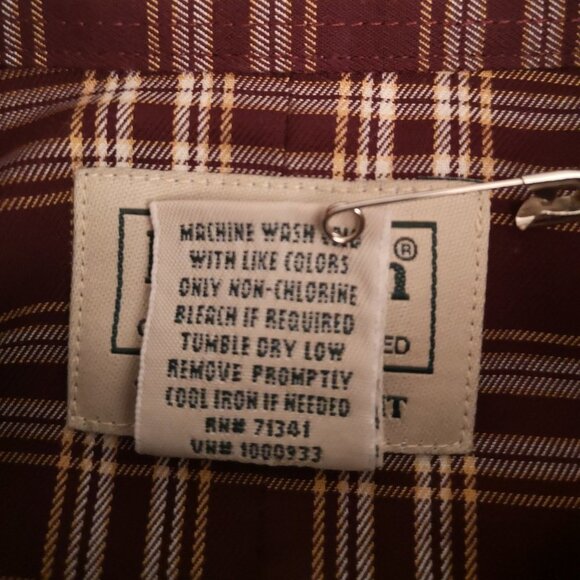 MACHINE WASH COLD
WITH LIKE COLORS
ONLY NON-CHLORINE
BLEACH IF REQUIRED
TUMBLE DRY LOW
REMOVE PROMPTLY
COOL IRON IF NEEDED
RN# 71341
VN# 1000933
®